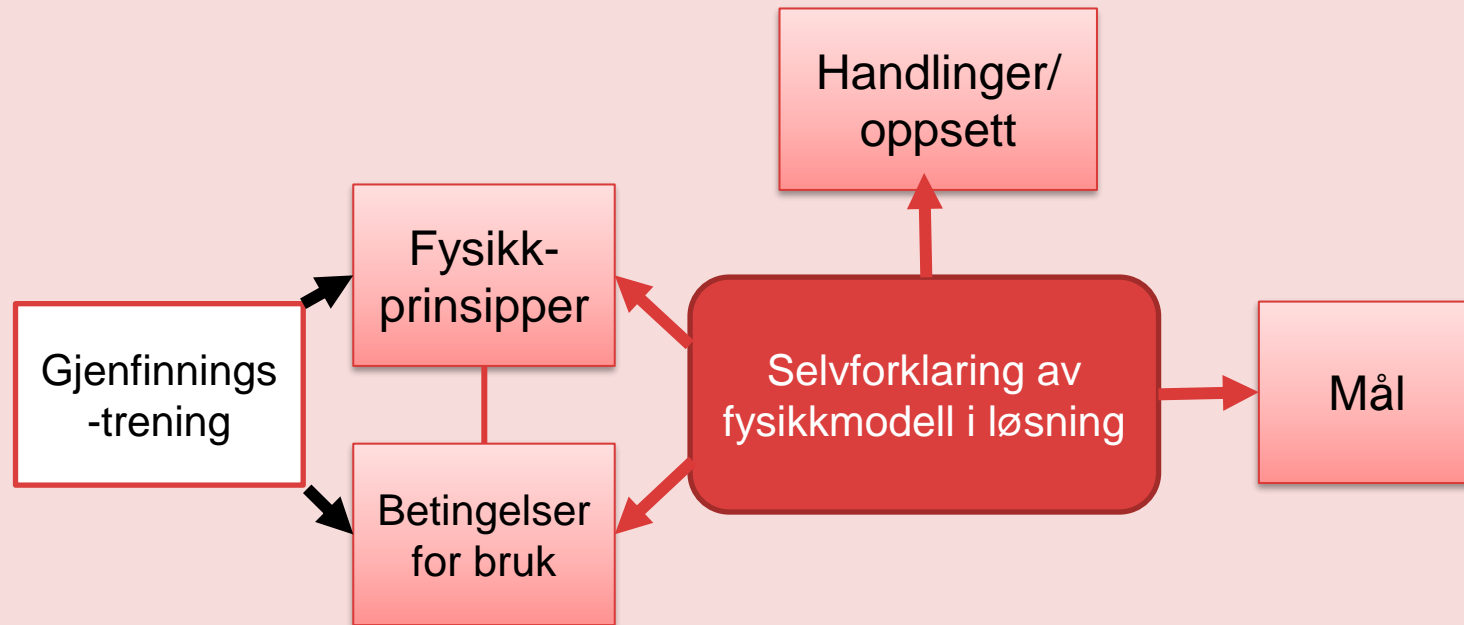 Handlinger/
oppsett
Fysikk-
prinsipper
Gjenfinnings
-trening
Selvforklaring av
fysikkmodell i løsning
Mål
Betingelser
for bruk